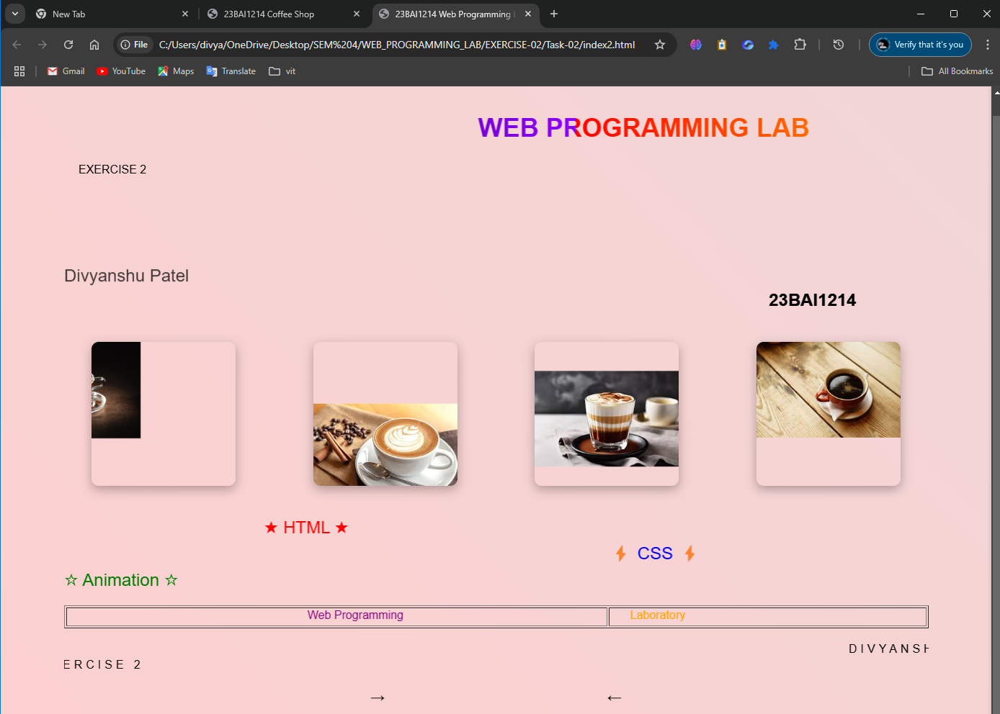 New Tab
23BAI1214 Coffee Shop
23BAI1214 Web Programming
File
C:/Users/divya/OneDrive/Desktop/SEM%204/WEB_PROGRAMMING_LAB/EXERCISE-02/Task-02/index2.html
Verify that it's you
Gmail
YouTube
Maps
Translate
vit
All Bookmarks
WEB PROGRAMMING LAB
EXERCISE 2
Divyanshu Patel
23BAI1214
★ HTML ★
⚡ CSS ⚡
☆ Animation ☆
Web Programming
Laboratory
DIVYANSH
ERCISE 2
→ ←